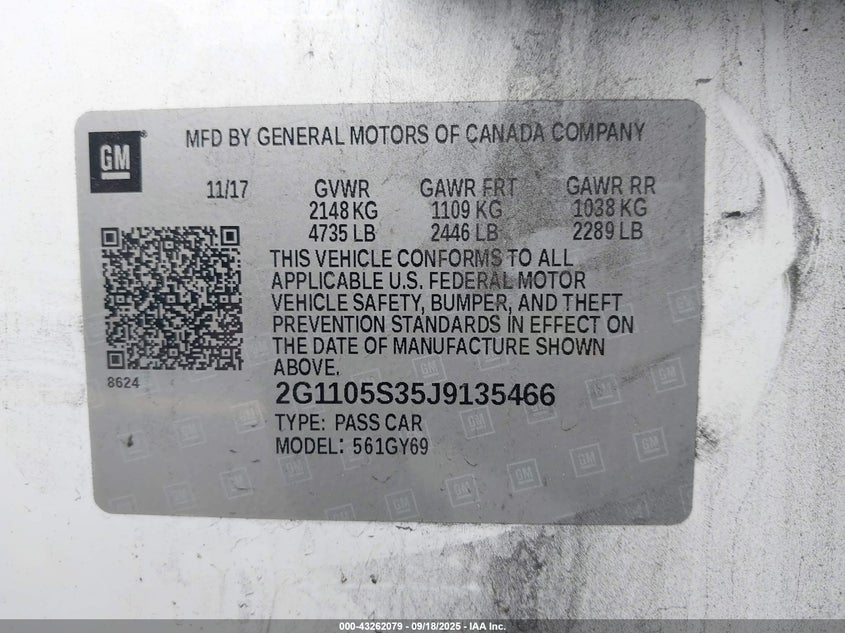 GM
MFD BY GENERAL MOTORS OF CANADA COMPANY
11/17 GVWR GAWR FRT GAWR RR
2148 KG 1109 KG 1038 KG
4735 LB 2446 LB 2289 LB
THIS VEHICLE CONFORMS TO ALL
APPLICABLE U.S. FEDERAL MOTOR
VEHICLE SAFETY, BUMPER, AND THEFT
PREVENTION STANDARDS IN EFFECT ON
THE DATE OF MANUFACTURE SHOWN
ABOVE.
8624
2G1105S35J9135466
TYPE: PASS CAR
MODEL: 561GY69
000-43262079 - 09/18/2025 - IAA Inc.